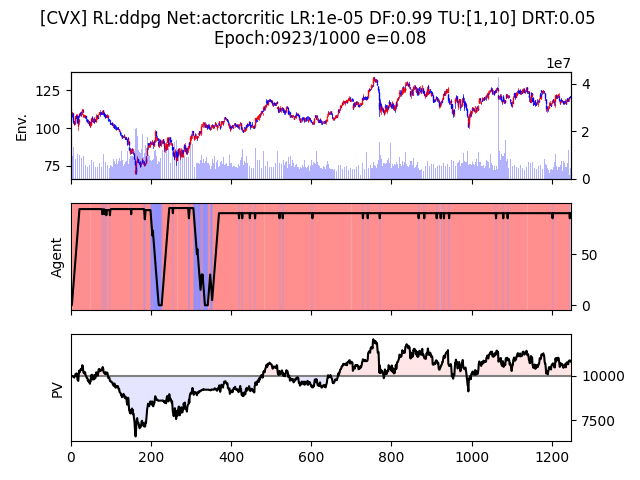 [CVX] RL:ddpg Net:actorcritic LR:1e-05 DF:0.99 TU:[1,10] DRT:0.05
Epoch:0923/1000 e=0.08
1e7
Env.
125
100
75
4
2
0
Agent
50
0
PV
10000
7500
0 200 400 600 800 1000 1200